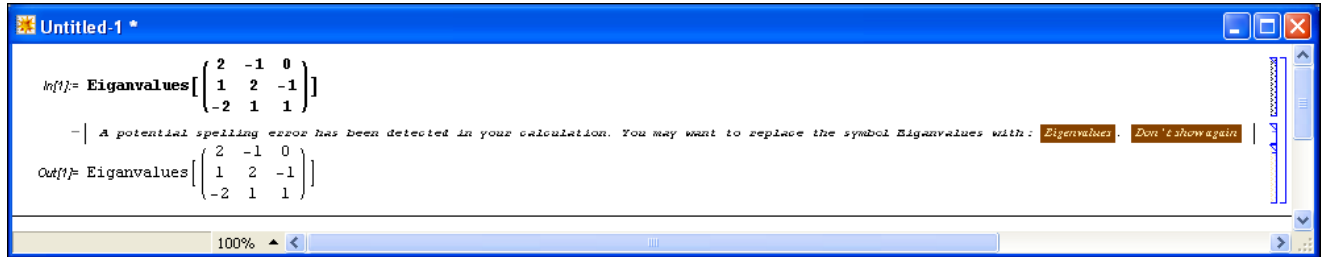 Untitled-1 *
In[1]:= Eiganvalues[( 2 -1 0
1 2 -1
-2 1 1 )]
A potential spelling error has been detected in your calculation. You may want to replace the symbol Eiganvalues with: Eigenvalues. Don't show again
Out[1]= Eiganvalues[( 2 -1 0
1 2 -1
-2 1 1 )]
100%